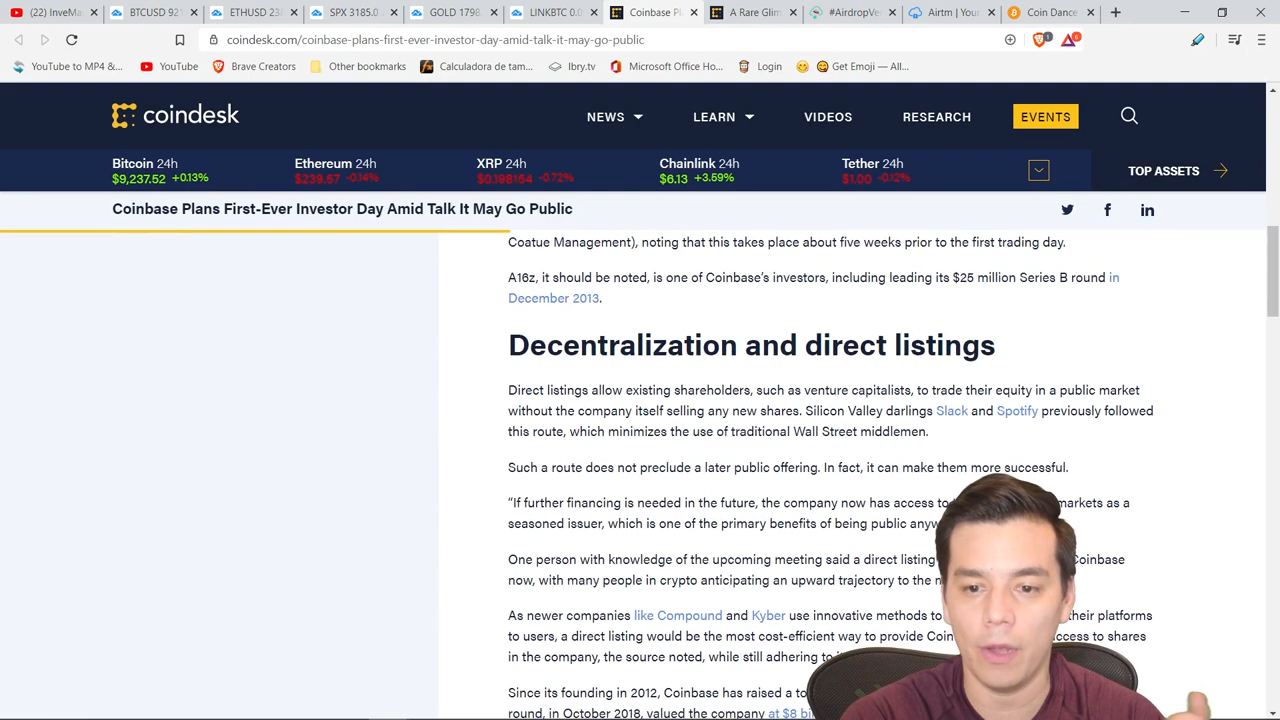 (22) InveMa
BTCUSD 921
ETHUSD 23
SPX 3185.0
GOLD 1798
LINKBTC 0.0
Coinbase Pl
A Rare Glim
#AirdropVe
Airtm | You
Coin Dance
coindesk.com/coinbase-plans-first-ever-investor-day-amid-talk-it-may-go-public
YouTube to MP4 &...
YouTube
Brave Creators
Other bookmarks
Calculadora de tam...
lbry.tv
Microsoft Office Ho...
Login
Get Emoji — All...
coindesk
NEWS
LEARN
VIDEOS
RESEARCH
EVENTS
Bitcoin 24h
$9,237.52 +0.13%
Ethereum 24h
$239.67 -0.14%
XRP 24h
$0.198154 -0.72%
Chainlink 24h
$6.13 +3.59%
Tether 24h
$1.00 -0.12%
TOP ASSETS
Coinbase Plans First-Ever Investor Day Amid Talk It May Go Public
Coatue Management), noting that this takes place about five weeks prior to the first trading day.
A16z, it should be noted, is one of Coinbase's investors, including leading its $25 million Series B round in
December 2013.
Decentralization and direct listings
Direct listings allow existing shareholders, such as venture capitalists, to trade their equity in a public market
without the company itself selling any new shares. Silicon Valley darlings Slack and Spotify previously followed
this route, which minimizes the use of traditional Wall Street middlemen.
Such a route does not preclude a later public offering. In fact, it can make them more successful.
“If further financing is needed in the future, the company now has access to markets as a
seasoned issuer, which is one of the primary benefits of being public anyw
One person with knowledge of the upcoming meeting said a direct listing Coinbase
now, with many people in crypto anticipating an upward trajectory to the
As newer companies like Compound and Kyber use innovative methods to their platforms
to users, a direct listing would be the most cost-efficient way to provide Coin ccess to shares
in the company, the source noted, while still adhering to
Since its founding in 2012, Coinbase has raised a to
round, in October 2018, valued the company at $8 bi